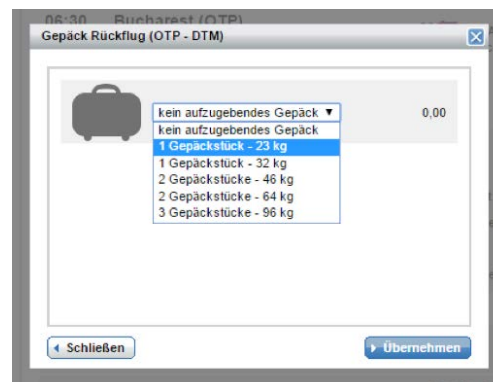 06:30 Bucharest (OTP)
Gepäck Rückflug (OTP - DTM)
kein aufzugebendes Gepäck ▼ 0,00
kein aufzugebendes Gepäck
1 Gepäckstück - 23 kg
1 Gepäckstück - 32 kg
2 Gepäckstücke - 46 kg
2 Gepäckstücke - 64 kg
3 Gepäckstücke - 96 kg
Schließen Übernehmen